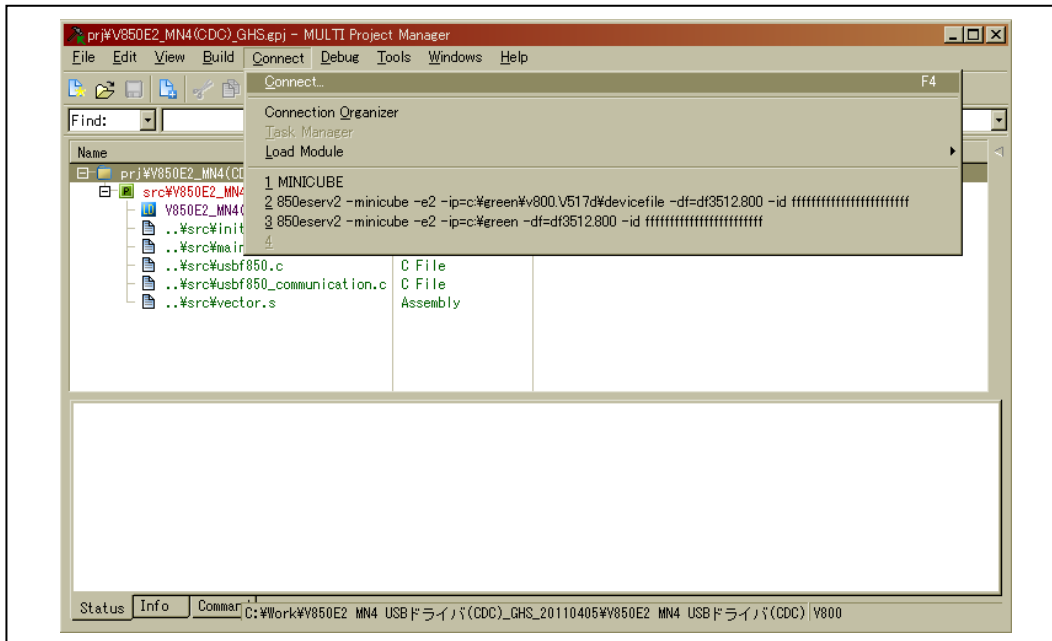 prj¥V850E2_MN4(CDC)_GHS.gpj - MULTI Project Manager
File Edit View Build Connect Debug Tools Windows Help
Connect... F4
Find:
Connection Organizer
Task Manager
Load Module
Name
prj¥V850E2_MN4(CD
1 MINICUBE
src¥V850E2_MN4
2 850eserv2 -minicube -e2 -ip=c:¥green¥v800.V517d¥devicefile -df=df3512.800 -id ffffffffffffffffffffffff
V850E2_MN4(
3 850eserv2 -minicube -e2 -ip=c:¥green -df=df3512.800 -id ffffffffffffffffffffffff
..¥src¥init
4
..¥src¥main
..¥src¥usbf850.c C File
..¥src¥usbf850_communication.c C File
..¥src¥vector.s Assembly
Status Info Comman
C:¥Work¥V850E2 MN4 USBドライバ(CDC)_GHS_20110405¥V850E2 MN4 USBドライバ(CDC) V800